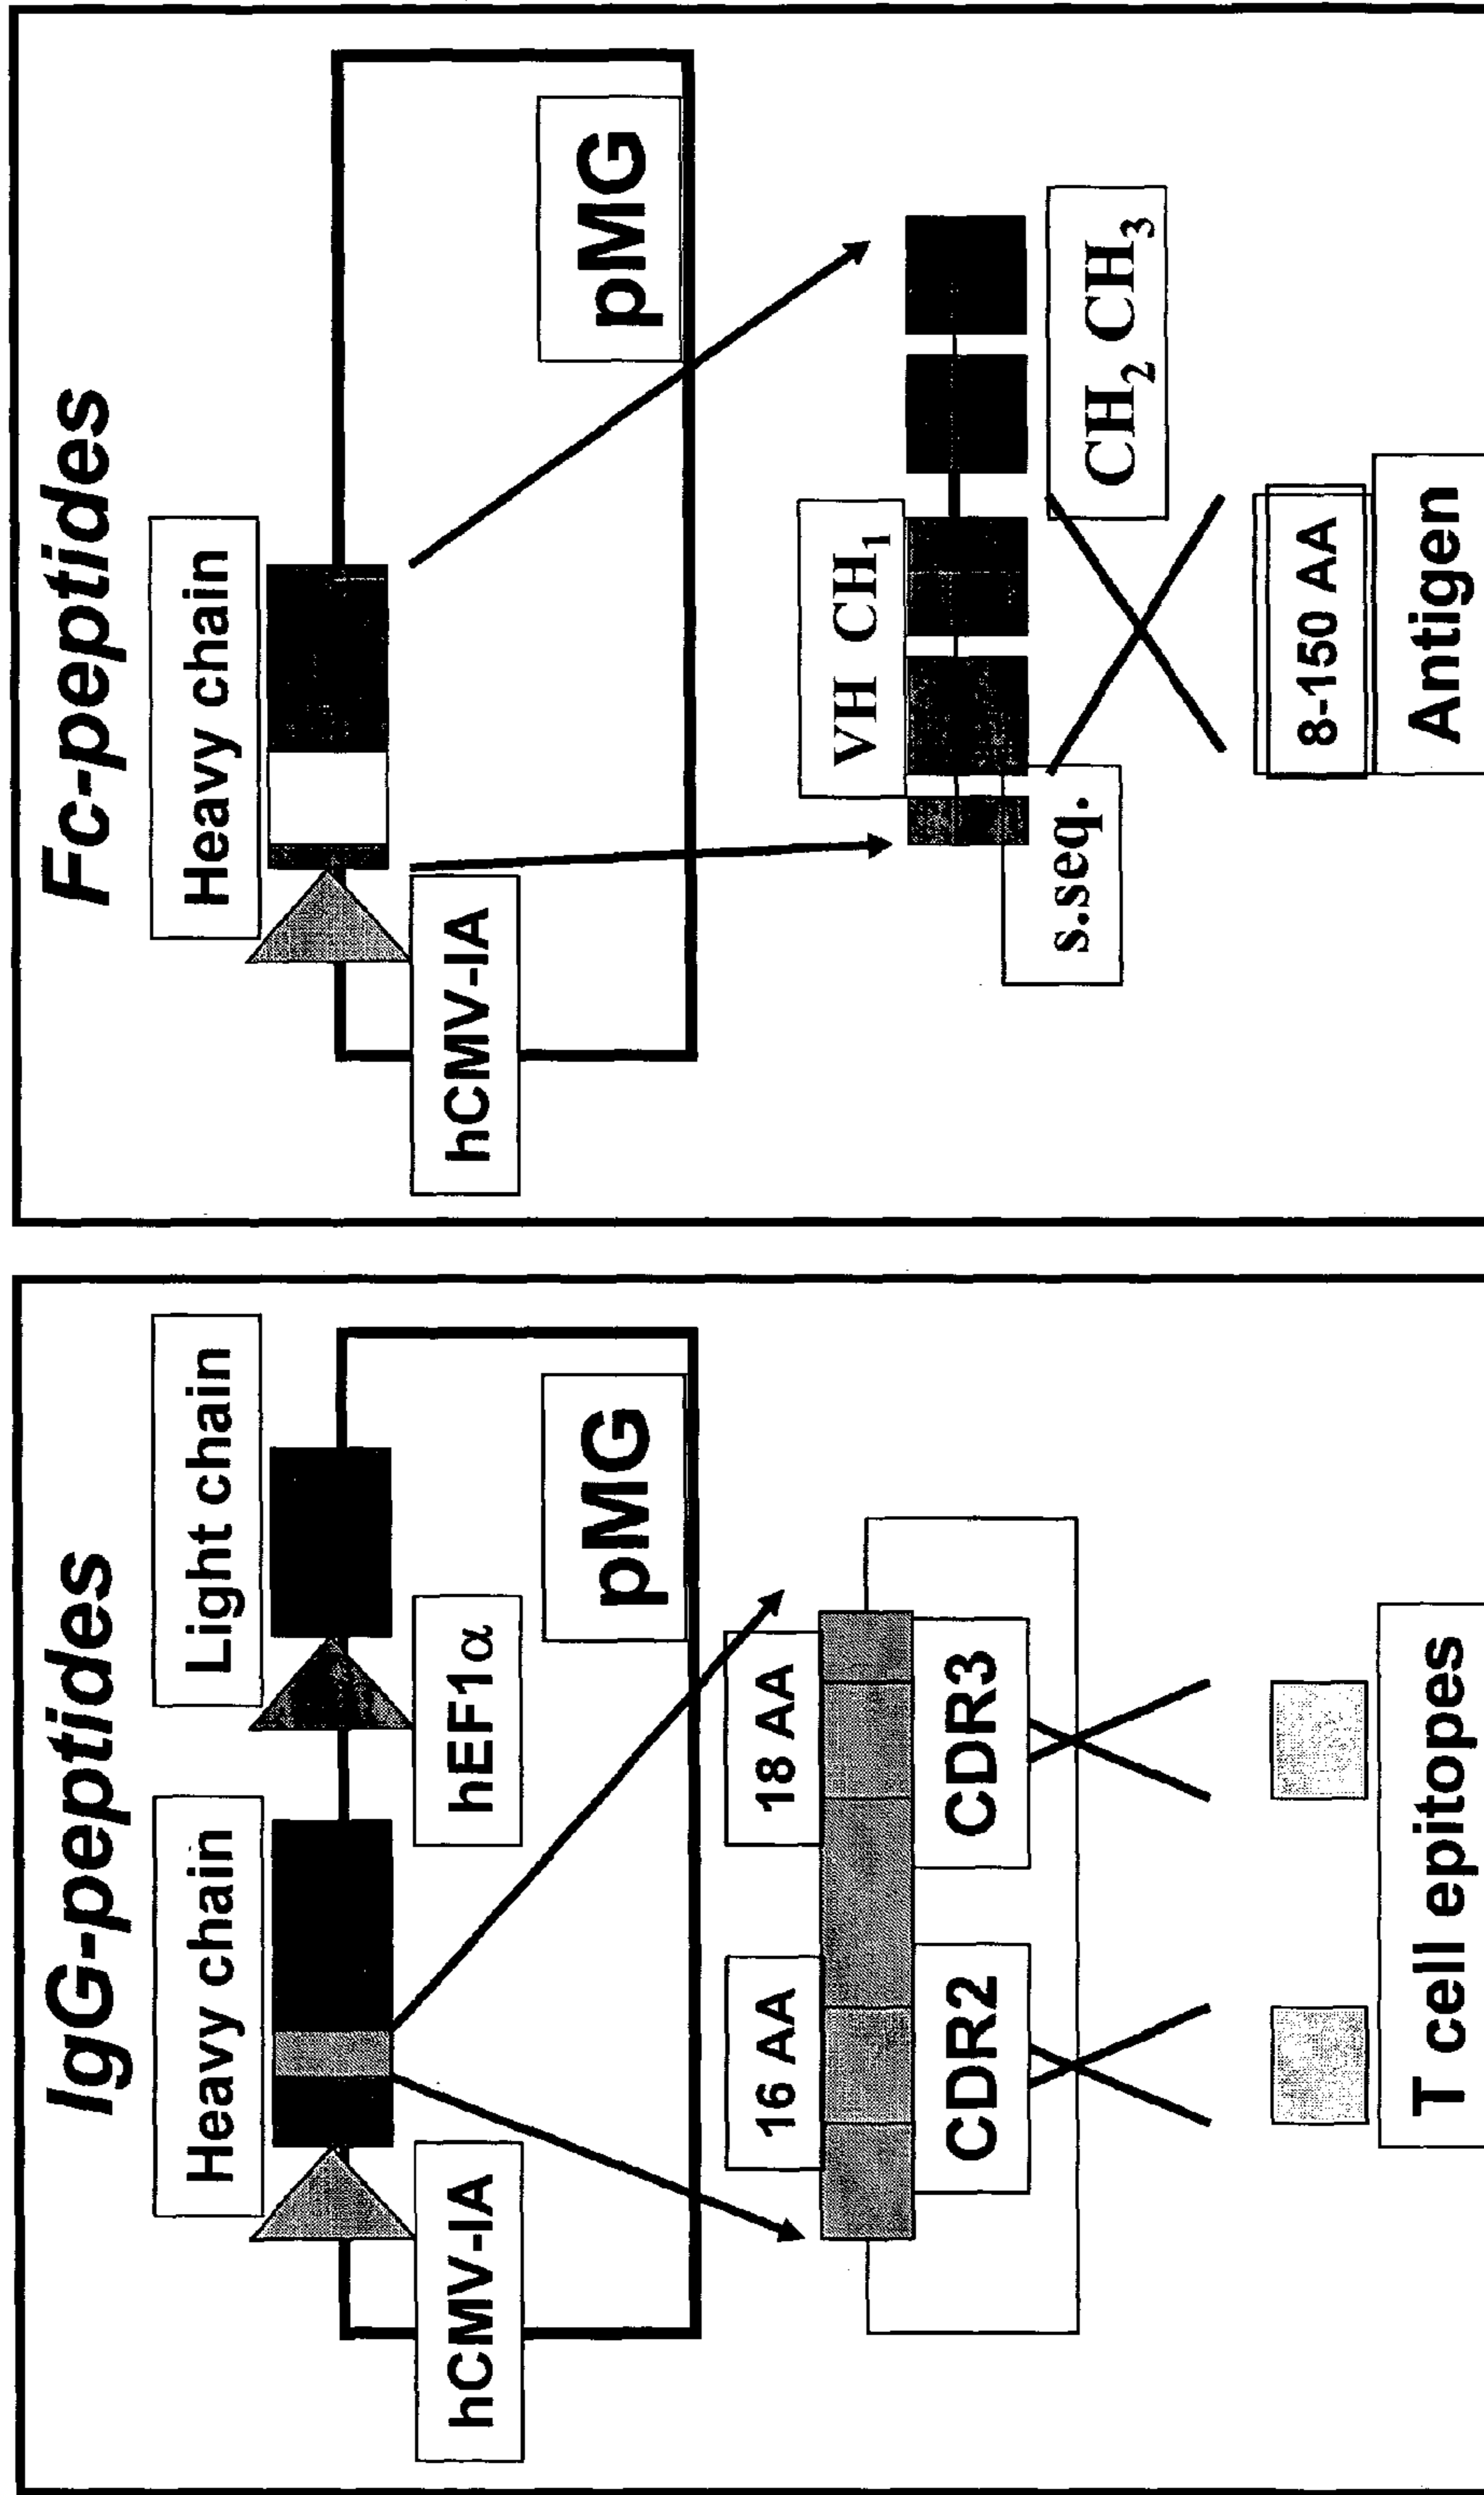 IgG-peptides
Heavy chain
Light chain
hCMV-IA
hEF1α
pMG
16 AA
18 AA
CDR2
CDR3
T cell epitopes
Fc-peptides
Heavy chain
hCMV-IA
pMG
VH CH₁
s.seq.
CH₂ CH₃
8-150 AA
Antigen